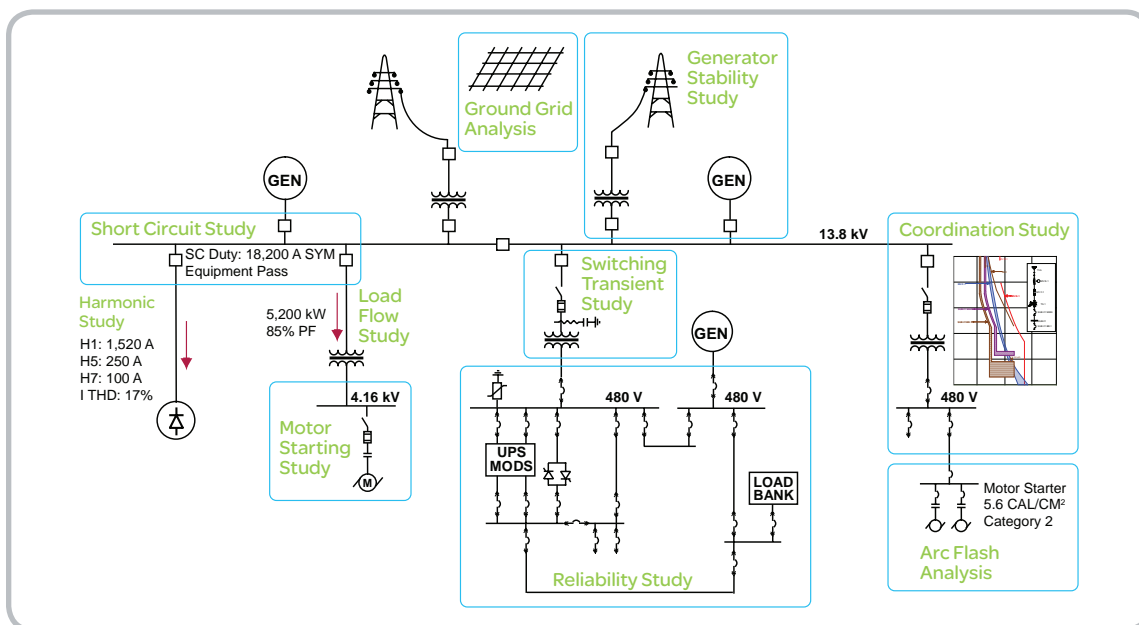 Ground Grid
Analysis
Generator
Stability
Study
GEN
GEN
Short Circuit Study
SC Duty: 18,200 A SYM
Equipment Pass
13.8 kV
Coordination Study
Harmonic
Study
H1: 1,520 A
H5: 250 A
H7: 100 A
I THD: 17%
5,200 kW
85% PF
Load
Flow
Study
Switching
Transient
Study
GEN
Motor
Starting
Study
4.16 kV
M
480 V
480 V
UPS
MODS
LOAD
BANK
Reliability Study
480 V
Motor Starter
5.6 CAL/CM²
Category 2
Arc Flash
Analysis